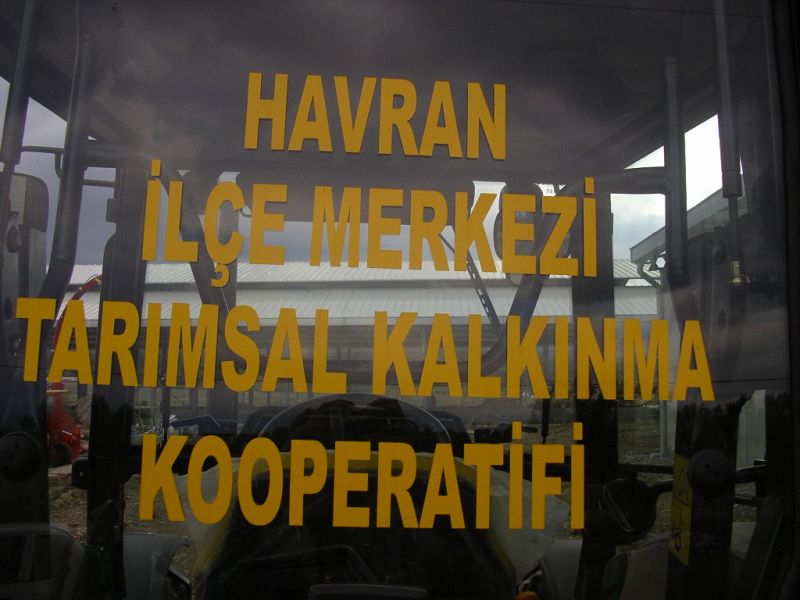 HAVRAN
İLÇE MERKEZİ
TARIMSAL KALKINMA
KOOPERATİFİ